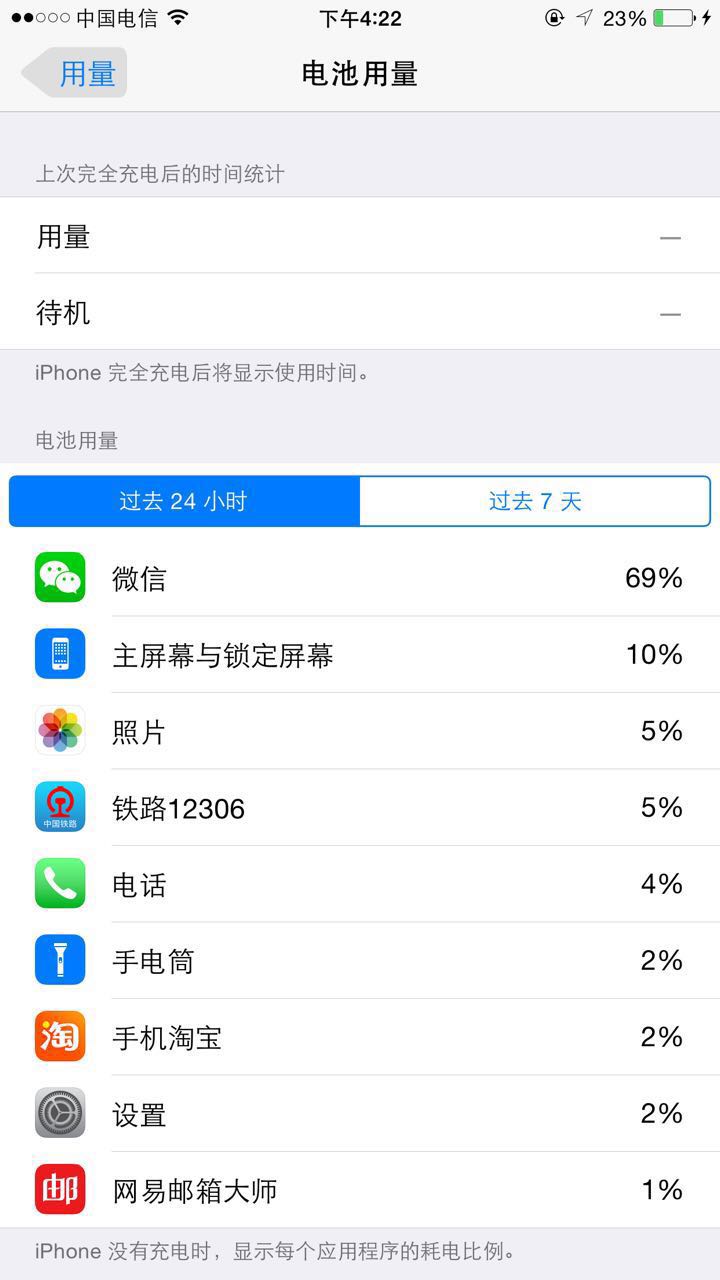 中国电信 下午4:22 23%
用量 电池用量
上次完全充电后的时间统计
用量 —
待机 —
iPhone 完全充电后将显示使用时间。
电池用量
过去 24 小时 过去 7 天
微信 69%
主屏幕与锁定屏幕 10%
照片 5%
中国铁路 铁路12306 5%
电话 4%
手电筒 2%
淘 手机淘宝 2%
设置 2%
邮 网易邮箱大师 1%
iPhone 没有充电时，显示每个应用程序的耗电比例。